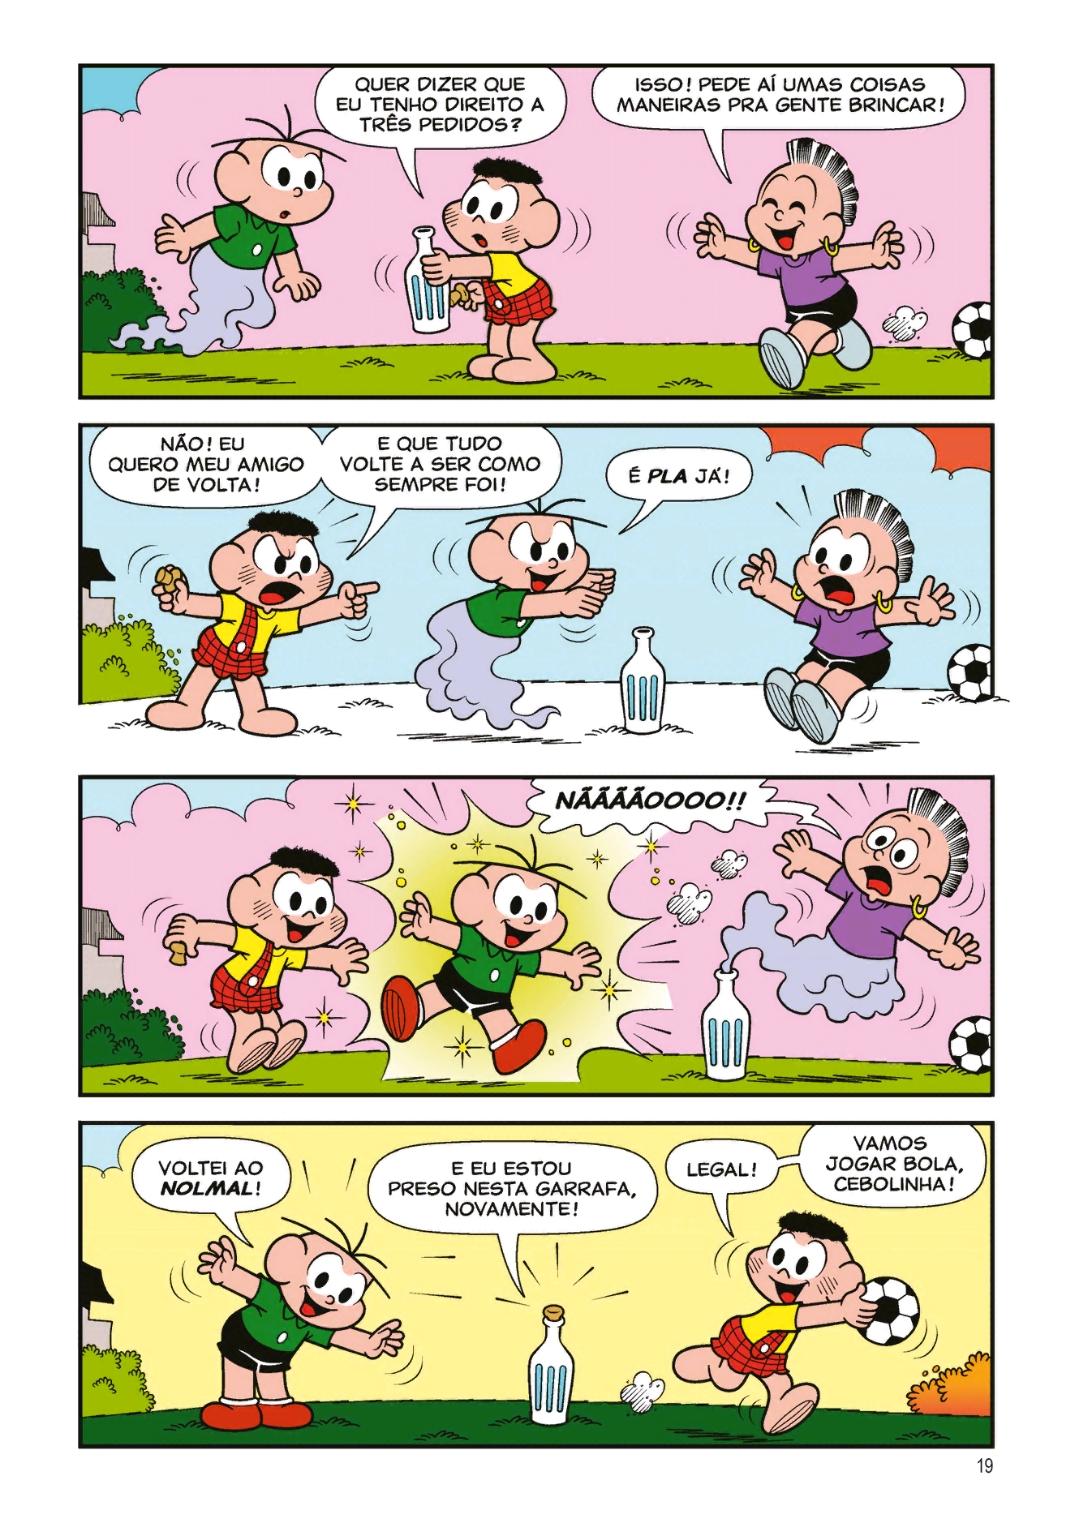 QUER DIZER QUE
EU TENHO DIREITO A
TRÊS PEDIDOS?
ISSO! PEDE AÍ UMAS COISAS
MANEIRAS PRA GENTE BRINCAR!
NÃO! EU
QUERO MEU AMIGO
DE VOLTA!
E QUE TUDO
VOLTE A SER COMO
SEMPRE FOI!
É PLA JÁ!
NÃÃÃÃOOOO!!
VOLTEI AO
NOLMAL!
E EU ESTOU
PRESO NESTA GARRAFA,
NOVAMENTE!
LEGAL!
VAMOS
JOGAR BOLA,
CEBOLINHA!
19